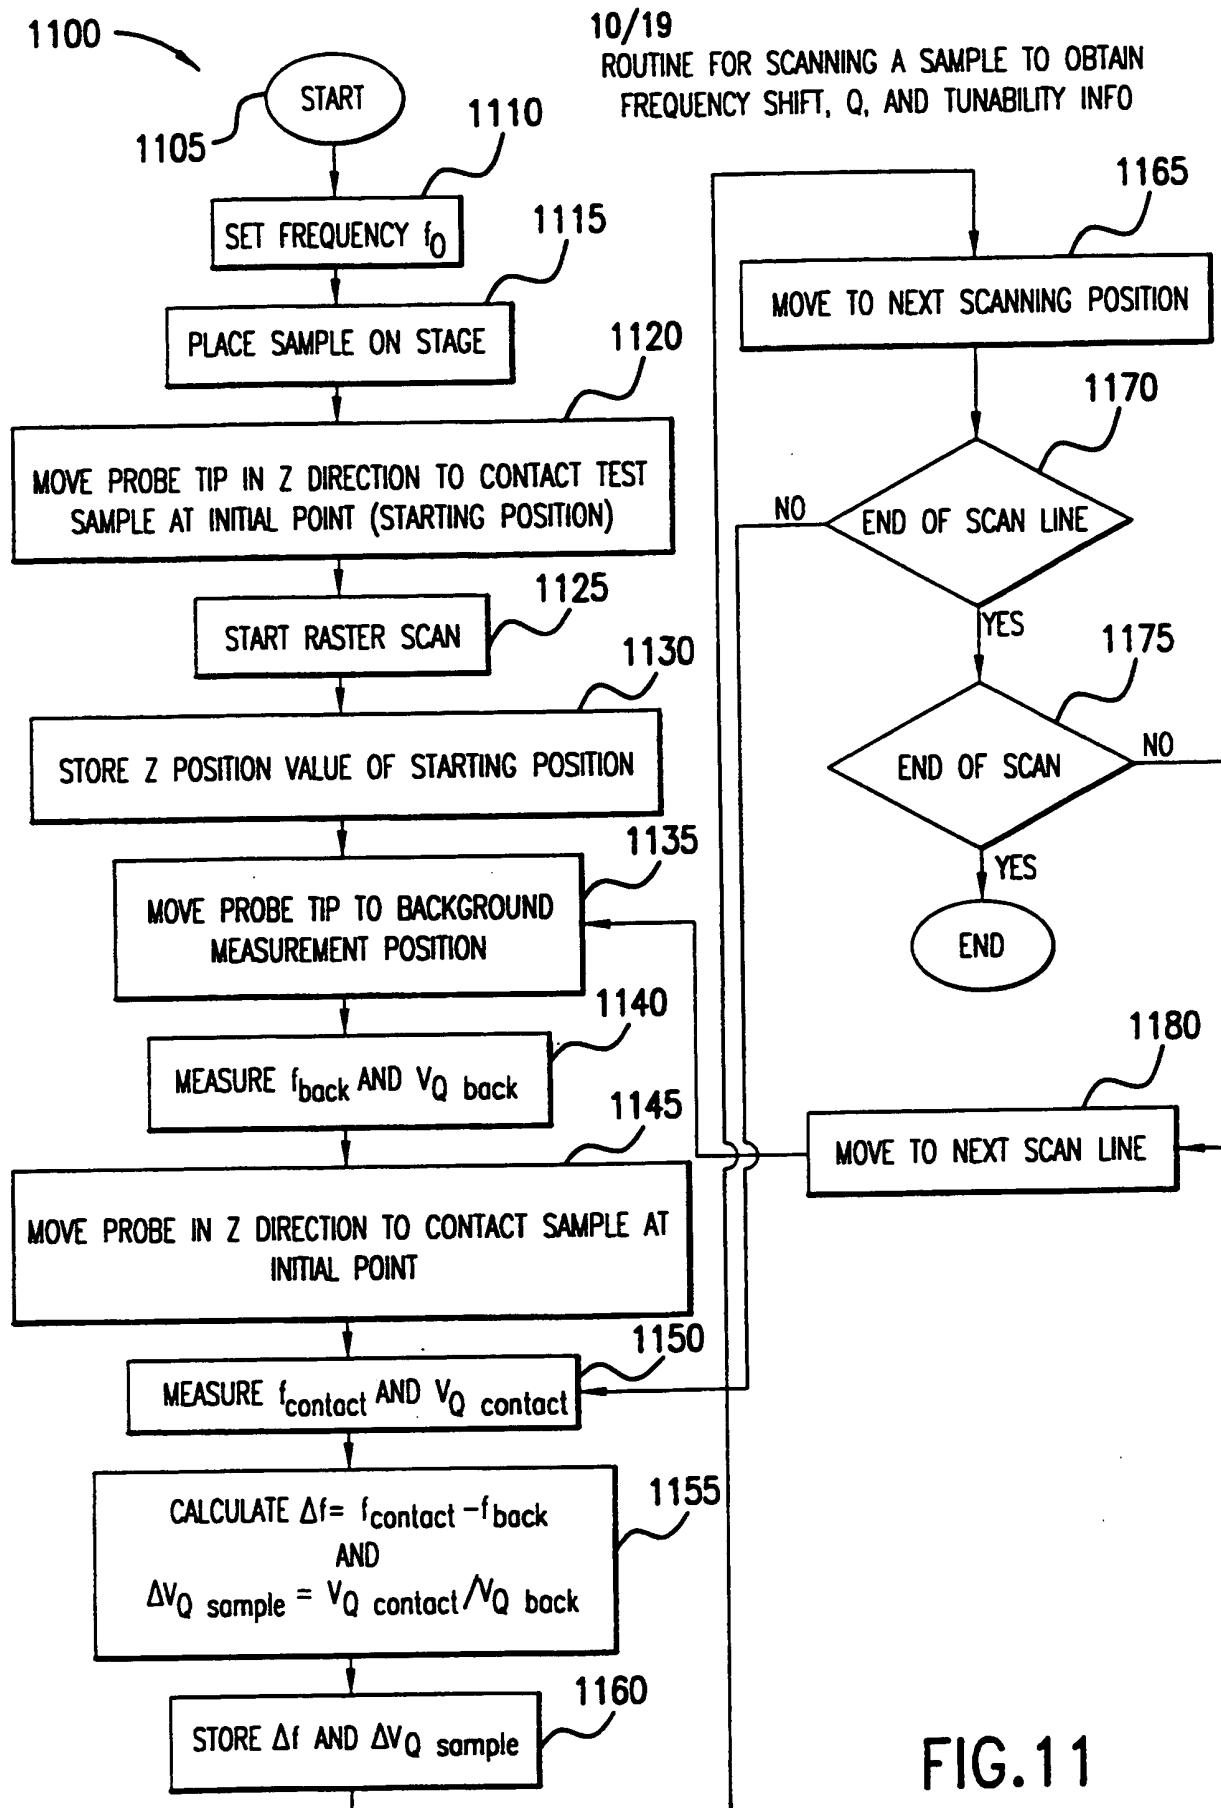 1100
10/19
ROUTINE FOR SCANNING A SAMPLE TO OBTAIN
FREQUENCY SHIFT, Q, AND TUNABILITY INFO
START
1105
1110
SET FREQUENCY f0
1115
PLACE SAMPLE ON STAGE
1120
MOVE PROBE TIP IN Z DIRECTION TO CONTACT TEST
SAMPLE AT INITIAL POINT (STARTING POSITION)
1125
START RASTER SCAN
1130
STORE Z POSITION VALUE OF STARTING POSITION
1135
MOVE PROBE TIP TO BACKGROUND
MEASUREMENT POSITION
1140
MEASURE fback AND VQ back
1145
MOVE PROBE IN Z DIRECTION TO CONTACT SAMPLE AT
INITIAL POINT
1150
MEASURE fcontact AND VQ contact
1155
CALCULATE Δf= fcontact -fback
AND
ΔVQ sample = VQ contact/VQ back
1160
STORE Δf AND ΔVQ sample
1165
MOVE TO NEXT SCANNING POSITION
1170
NO
END OF SCAN LINE
YES
1175
END OF SCAN
NO
YES
END
1180
MOVE TO NEXT SCAN LINE
FIG.11